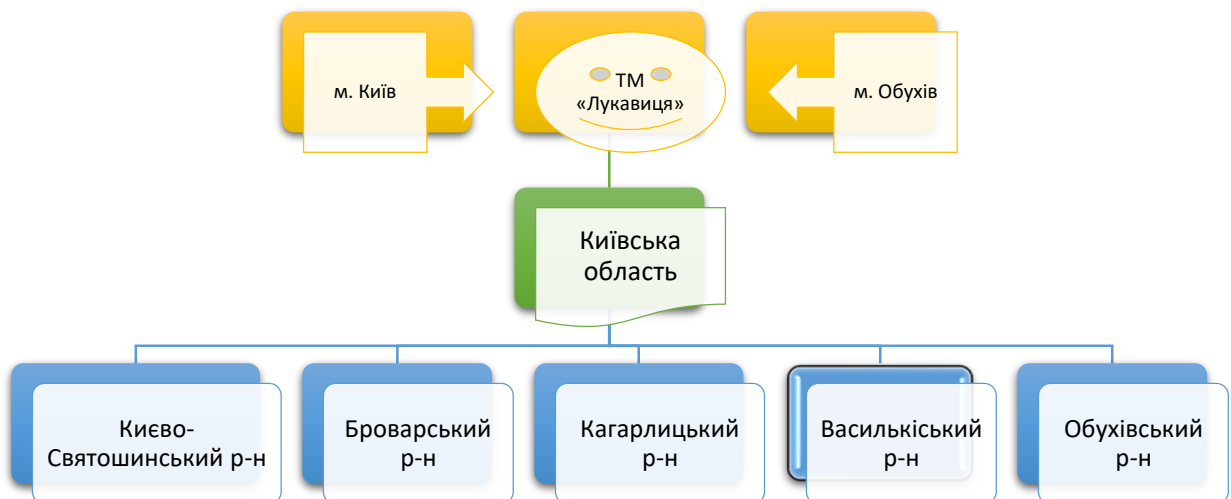 м. Київ
ТМ
«Лукавиця»
м. Обухів
Київська
область
Києво-
Святошинський р-н
Броварський
р-н
Кагарлицький
р-н
Василькіський
р-н
Обухівський
р-н